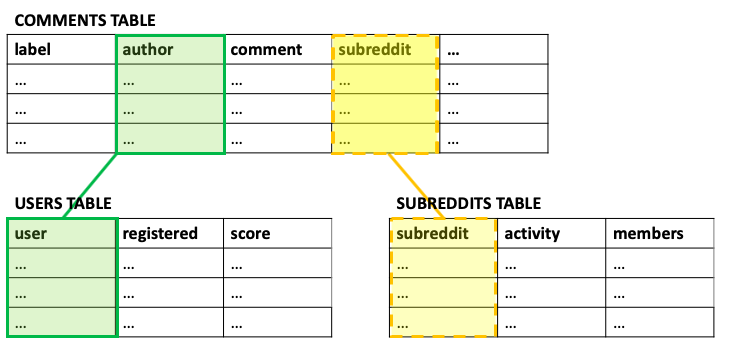 COMMENTS TABLE
label author comment subreddit ...
... ... ... ... ...
... ... ... ... ...
... ... ... ... ...
USERS TABLE
user registered score
... ... ...
... ... ...
... ... ...
SUBREDDITS TABLE
subreddit activity members
... ... ...
... ... ...
... ... ...